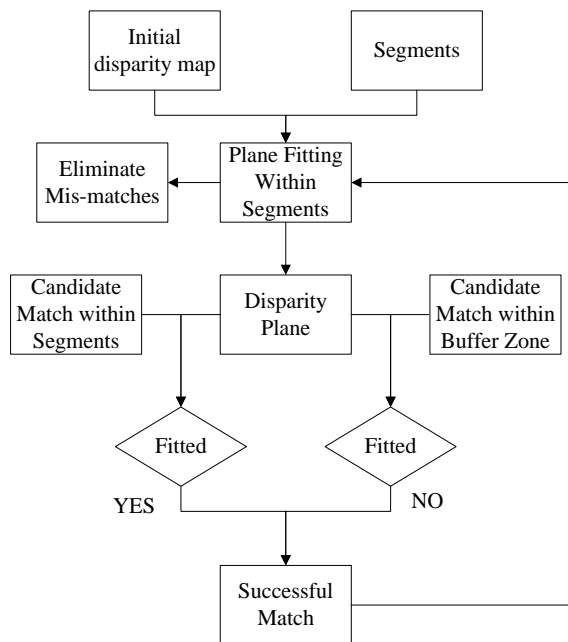 Initial
disparity map
Segments
Eliminate
Mis-matches
Plane Fitting
Within
Segments
Candidate
Match within
Segments
Disparity
Plane
Candidate
Match within
Buffer Zone
Fitted
Fitted
YES
NO
Successful
Match